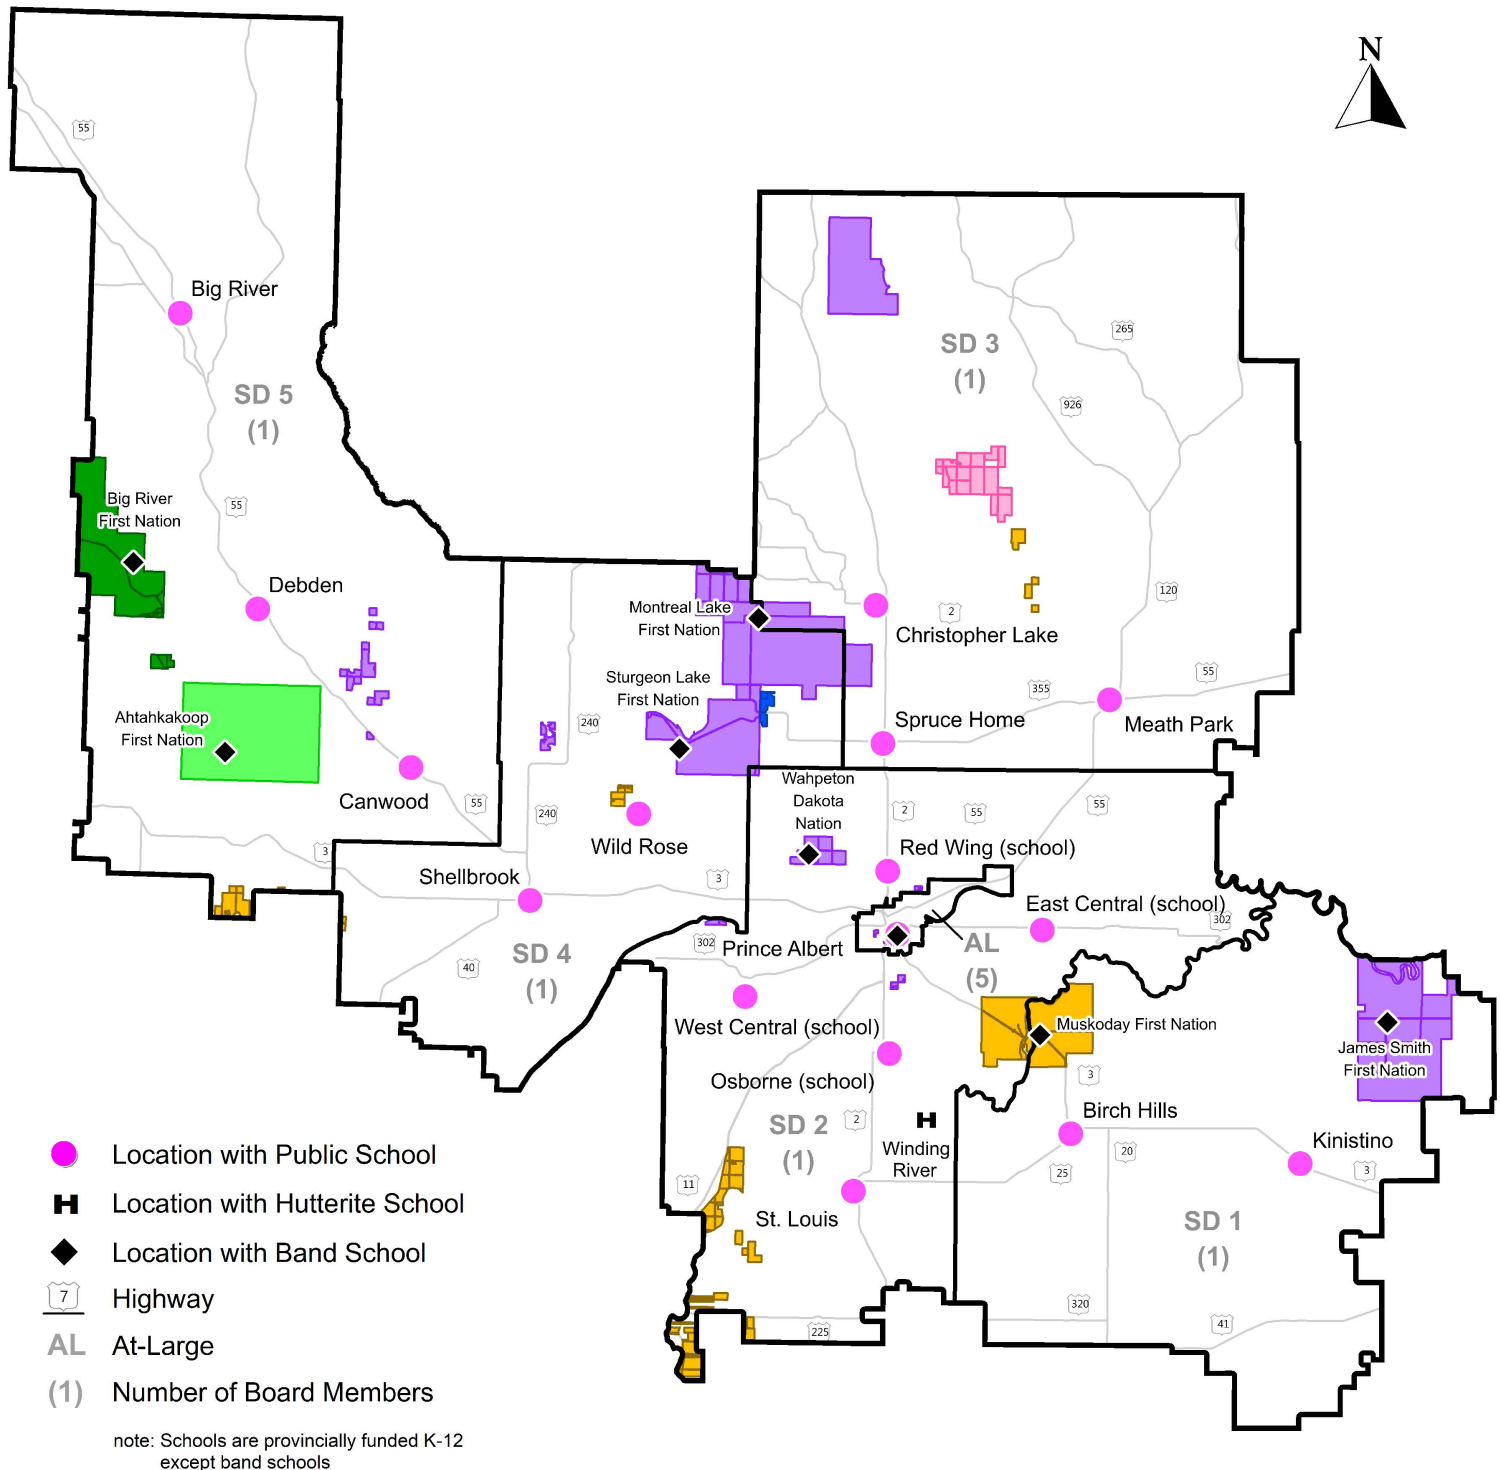 N
55
Big River
SD 5
(1)
SD 3
(1)
265
926
55
Big River
First Nation
Debden
Montreal Lake
First Nation
2
120
Christopher Lake
Sturgeon Lake
First Nation
55
355
Ahtahkakoop
First Nation
240
Spruce Home
Meath Park
Canwood
55
240
Wahpeton
Dakota
Nation
2
55
55
Wild Rose
3
Red Wing (school)
Shellbrook
3
East Central (school)
302
302
Prince Albert
AL
(5)
SD 4
(1)
40
West Central (school)
Muskoday First Nation
James Smith
First Nation
Osborne (school)
3
SD 2
(1)
2
Birch Hills
Winding
River
20
Kinistino
25
3
11
St. Louis
SD 1
(1)
320
225
41
Location with Public School
H Location with Hutterite School
Location with Band School
7 Highway
AL At-Large
(1) Number of Board Members
note: Schools are provincially funded K-12
except band schools
H